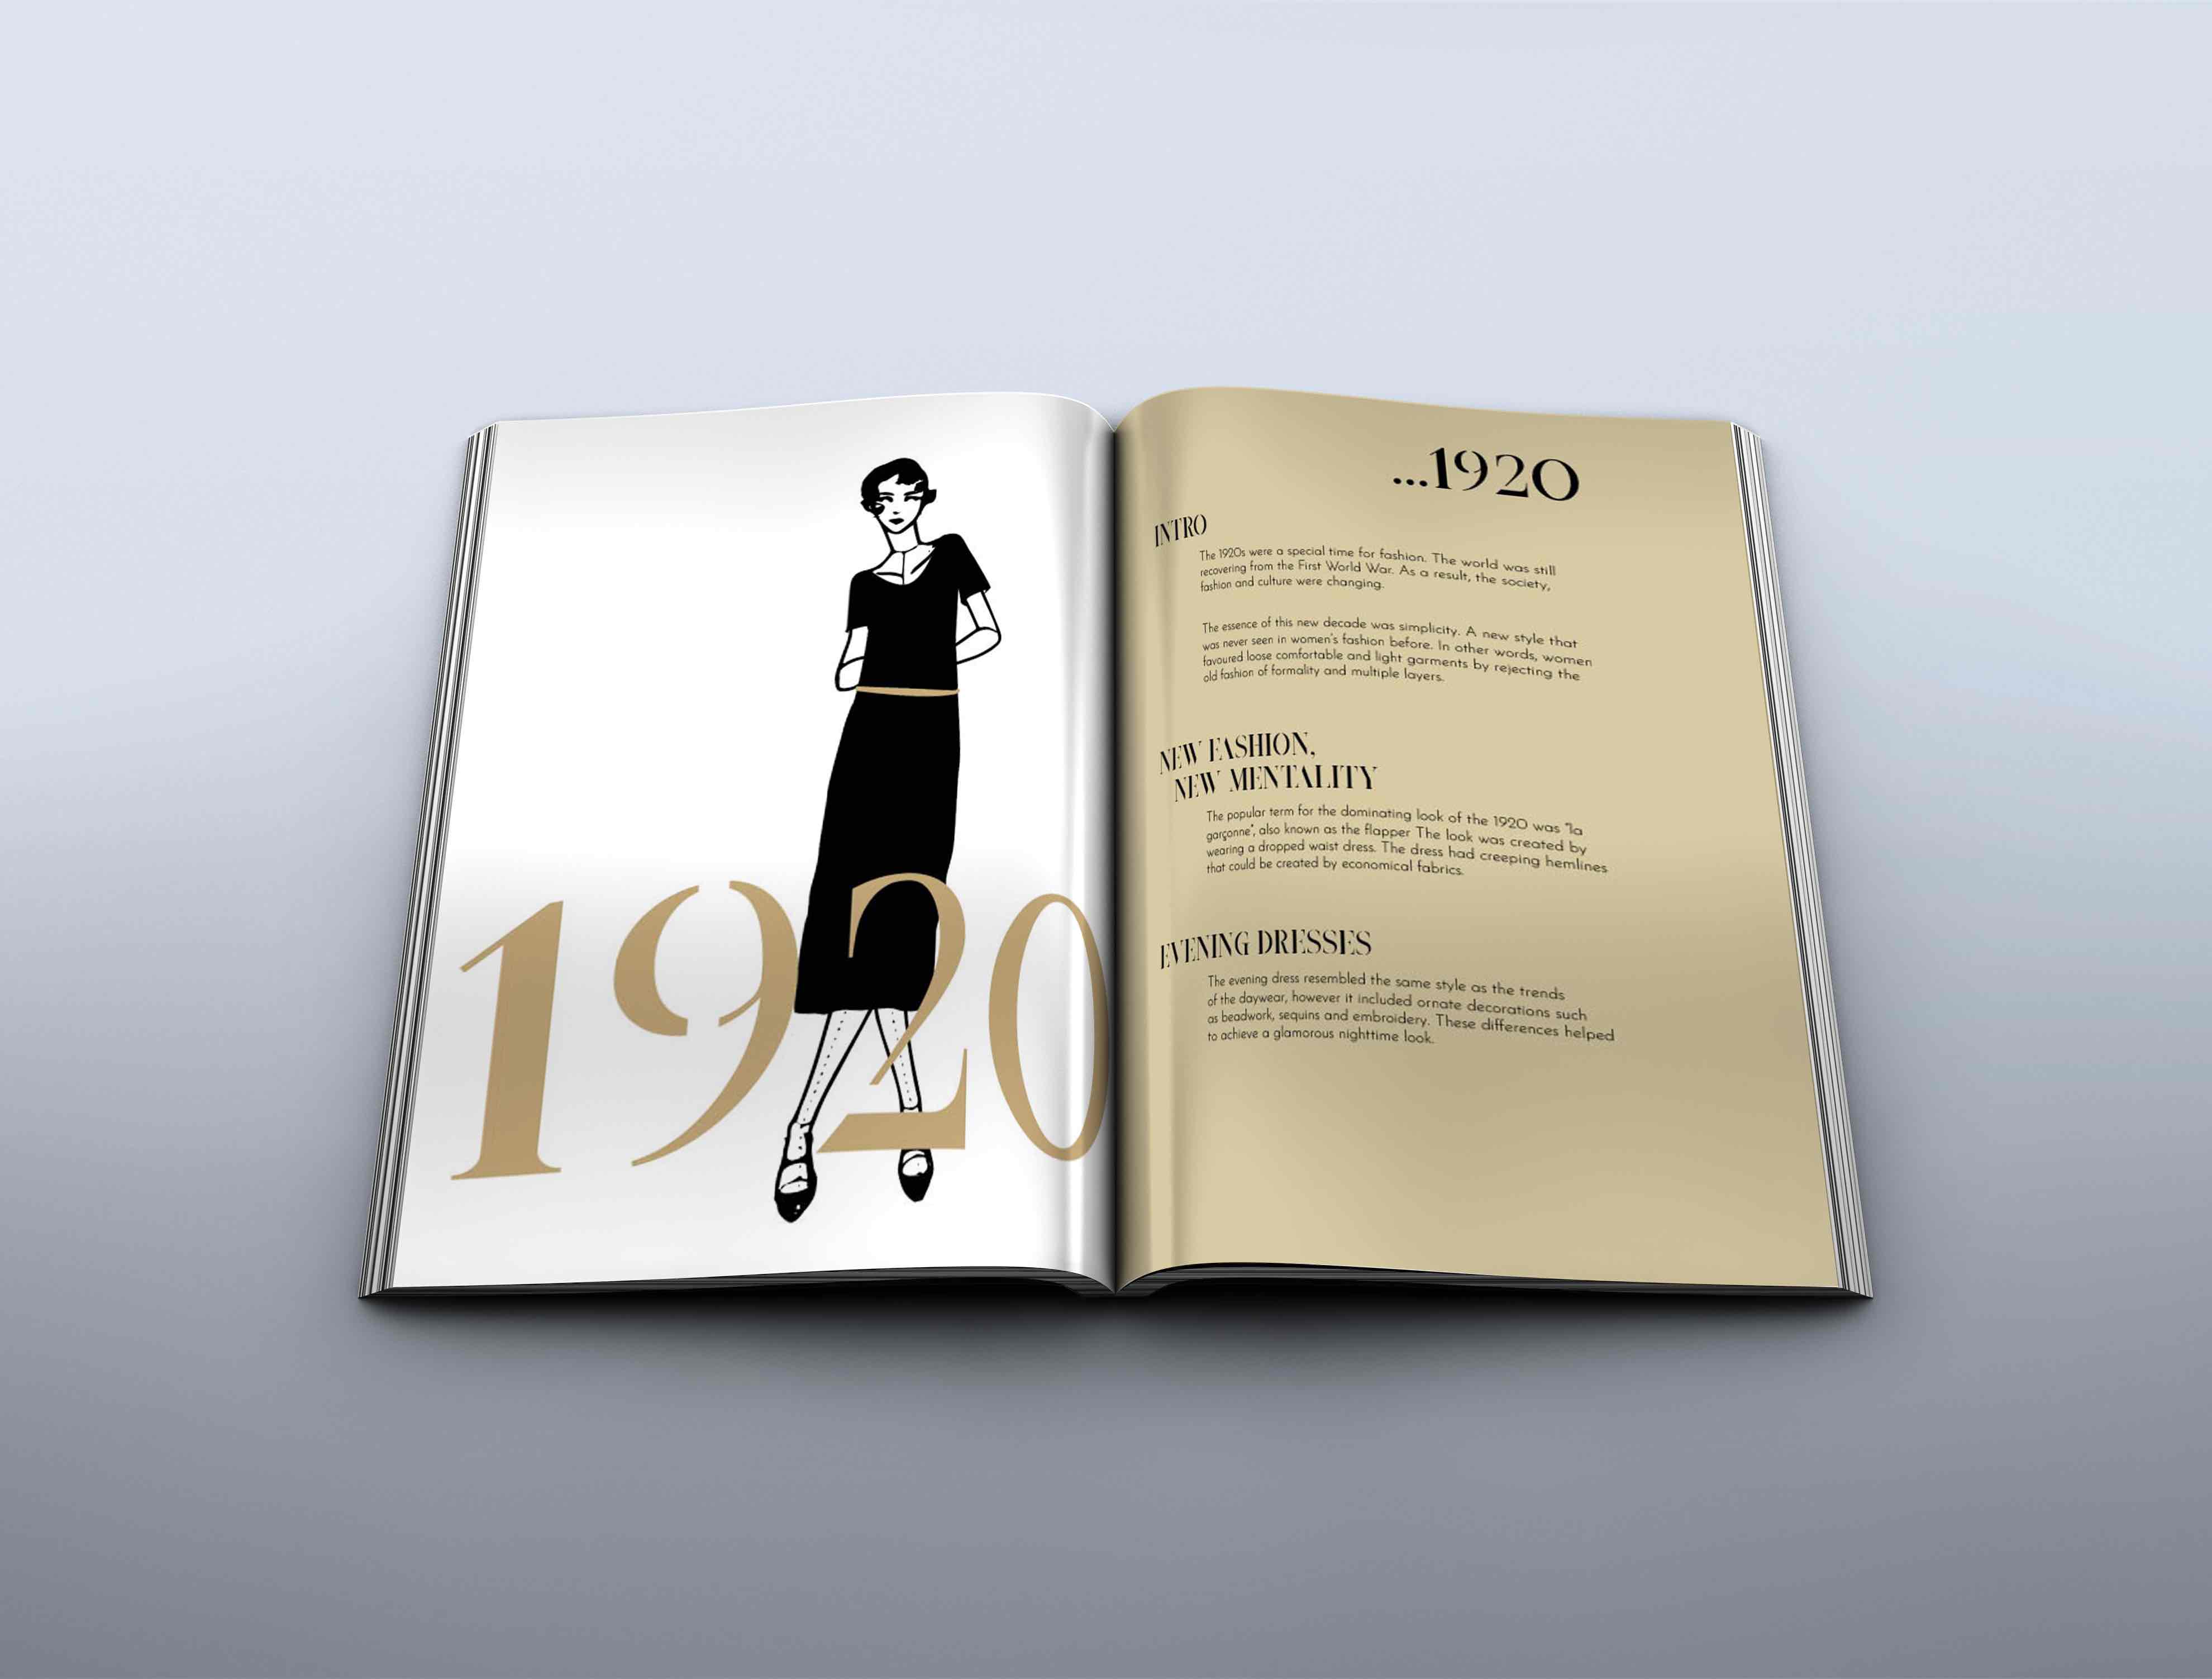 1920
...1920
INTRO
The 1920s were a special time for fashion. The world was still
recovering from the First World War. As a result, the society,
fashion and culture were changing.
The essence of this new decade was simplicity. A new style that
was never seen in women's fashion before. In other words, women
favoured loose comfortable and light garments by rejecting the
old fashion of formality and multiple layers.
NEW FASHION,
NEW MENTALITY
The popular term for the dominating look of the 1920 was "la
garçonne", also known as the flapper The look was created by
wearing a dropped waist dress. The dress had creeping hemlines
that could be created by economical fabrics.
EVENING DRESSES
The evening dress resembled the same style as the trends
of the daywear, however it included ornate decorations such
as beadwork, sequins and embroidery. These differences helped
to achieve a glamorous nighttime look.